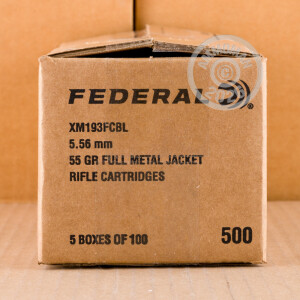 FEDERAL
XM193FCBL
5.56 mm
55 GR FULL METAL JACKET
RIFLE CARTRIDGES
5 BOXES OF 100 500